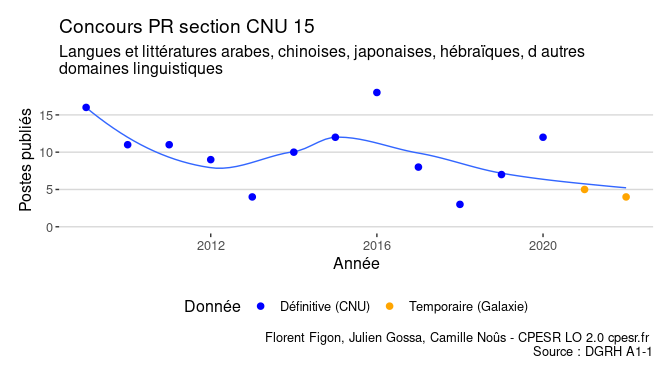 Concours PR section CNU 15
Langues et littératures arabes, chinoises, japonaises, hébraïques, d autres
domaines linguistiques
Postes publiés
15
10
5
0
2012
2016
2020
Année
Donnée
Définitive (CNU)
Temporaire (Galaxie)
Florent Figon, Julien Gossa, Camille Noûs - CPESR LO 2.0 cpesr.fr
Source : DGRH A1-1